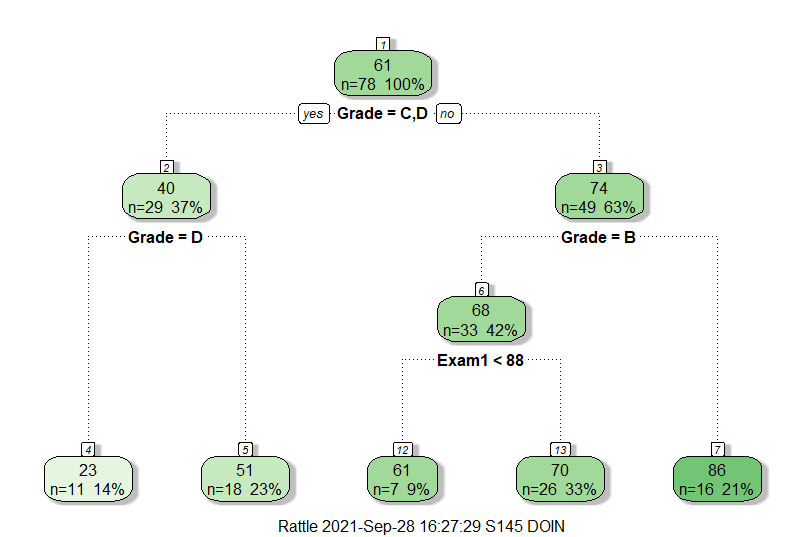 1
61
n=78 100%
yes Grade = C,D no
2 3
40 74
n=29 37% n=49 63%
Grade = D Grade = B
6
68
n=33 42%
Exam1 < 88
4 5 12 13 7
23 51 61 70 86
n=11 14% n=18 23% n=7 9% n=26 33% n=16 21%
Rattle 2021-Sep-28 16:27:29 S145 DOIN